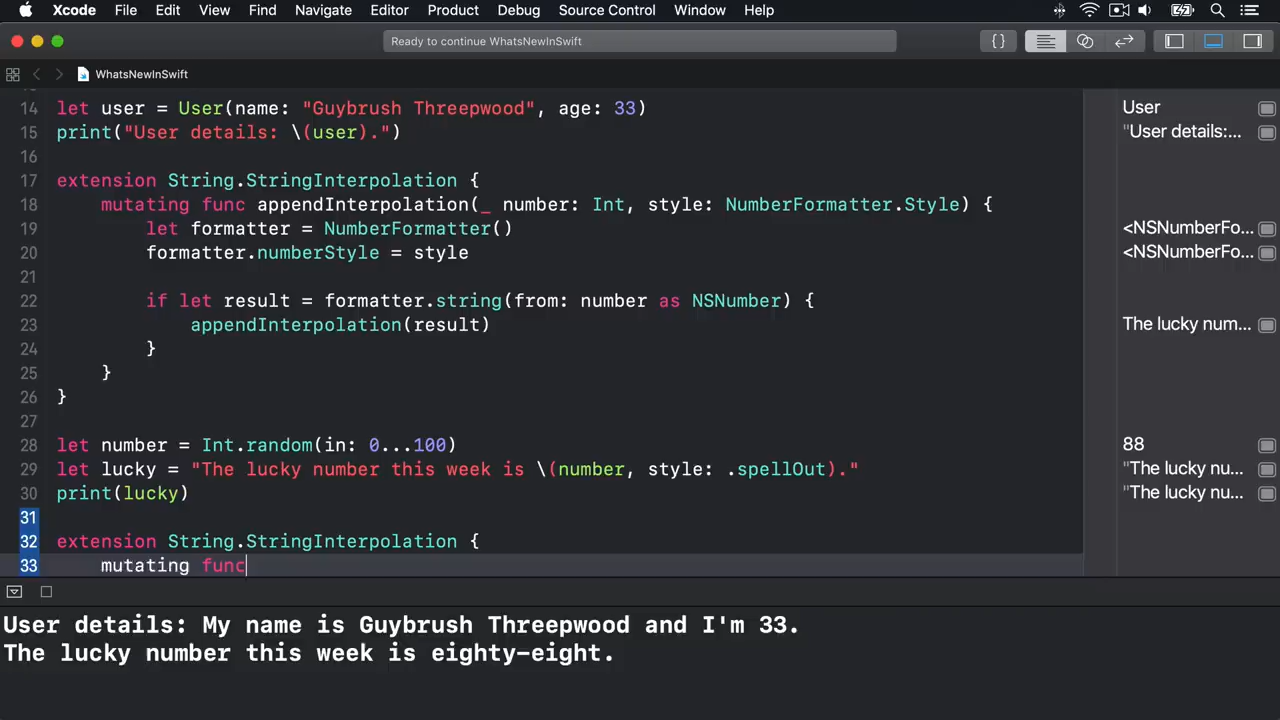 Xcode File Edit View Find Navigate Editor Product Debug Source Control Window Help
Ready to continue WhatsNewInSwift
{}
WhatsNewInSwift
14 let user = User(name: "Guybrush Threepwood", age: 33) User
15 print("User details: \(user).") "User details:...
16
17 extension String.StringInterpolation {
18 mutating func appendInterpolation(_ number: Int, style: NumberFormatter.Style) {
19 let formatter = NumberFormatter() <NSNumberFo...
20 formatter.numberStyle = style <NSNumberFo...
21
22 if let result = formatter.string(from: number as NSNumber) {
23 appendInterpolation(result) The lucky num...
24 }
25 }
26 }
27
28 let number = Int.random(in: 0...100) 88
29 let lucky = "The lucky number this week is \(number, style: .spellOut)." "The lucky nu...
30 print(lucky) "The lucky nu...
31
32 extension String.StringInterpolation {
33 mutating func
User details: My name is Guybrush Threepwood and I'm 33.
The lucky number this week is eighty-eight.